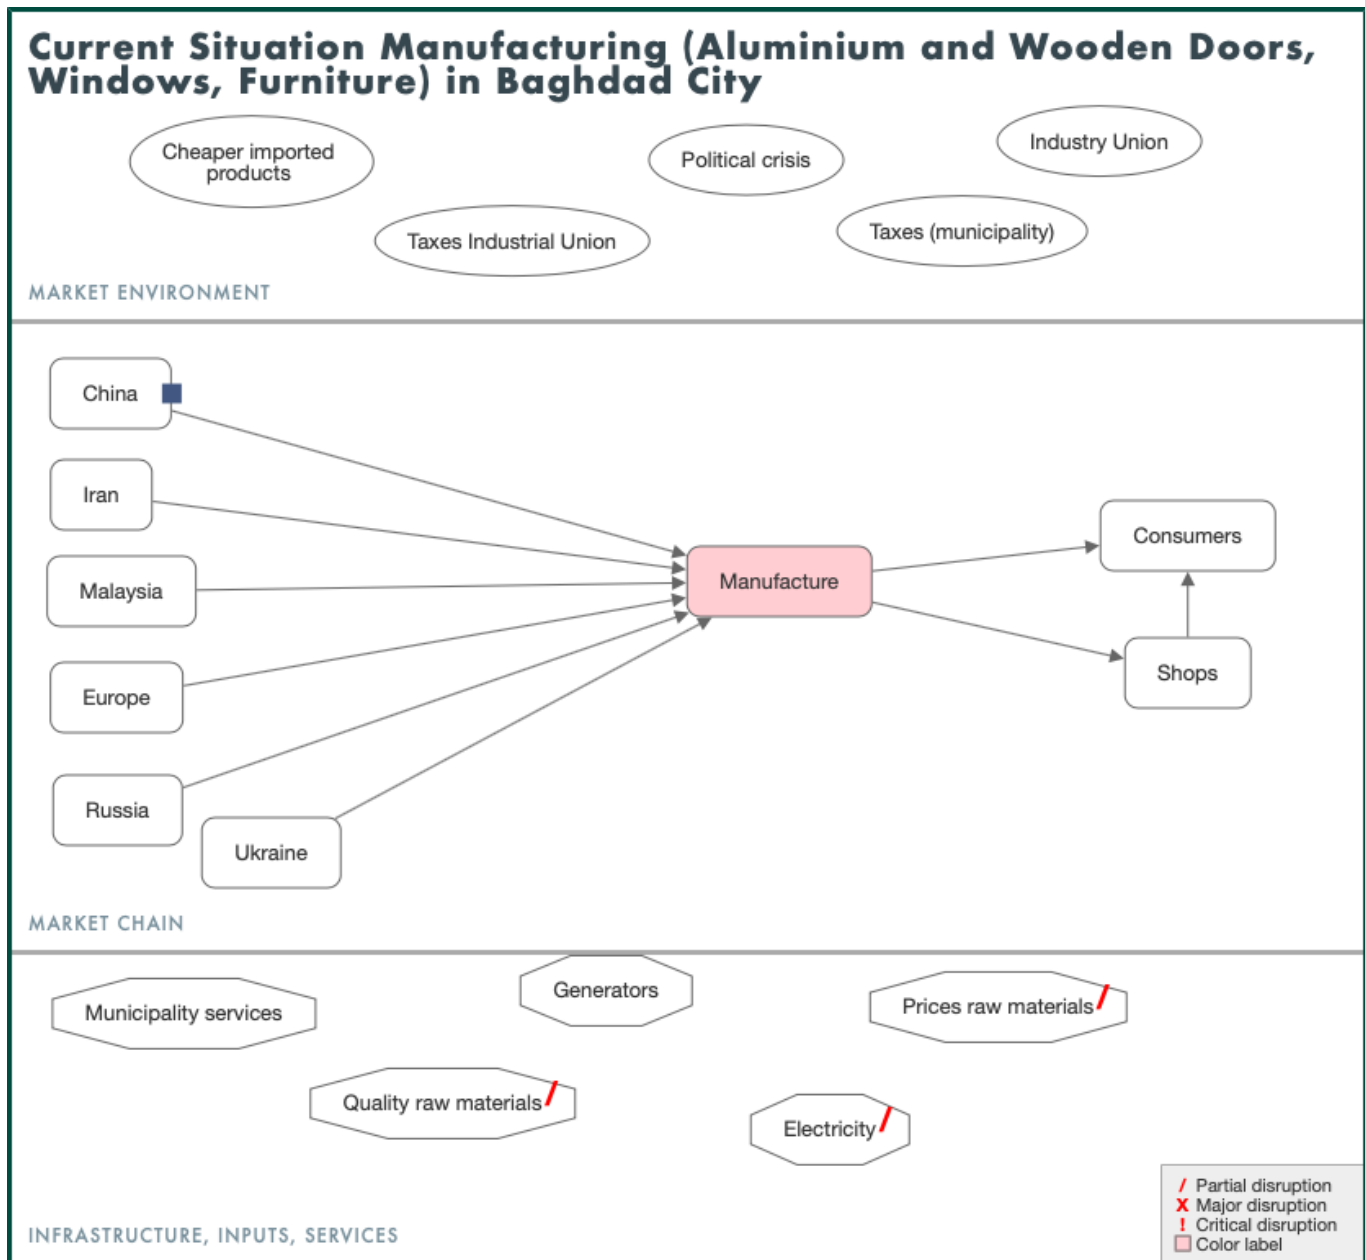 Current Situation Manufacturing (Aluminium and Wooden Doors,
Windows, Furniture) in Baghdad City
Cheaper imported
products
Political crisis
Industry Union
Taxes Industrial Union
Taxes (municipality)
MARKET ENVIRONMENT
China
Iran
Malaysia
Europe
Russia
Ukraine
Manufacture
Consumers
Shops
MARKET CHAIN
Municipality services
Generators
Prices raw materials
Quality raw materials
Electricity
INFRASTRUCTURE, INPUTS, SERVICES
/ Partial disruption
X Major disruption
! Critical disruption
Color label